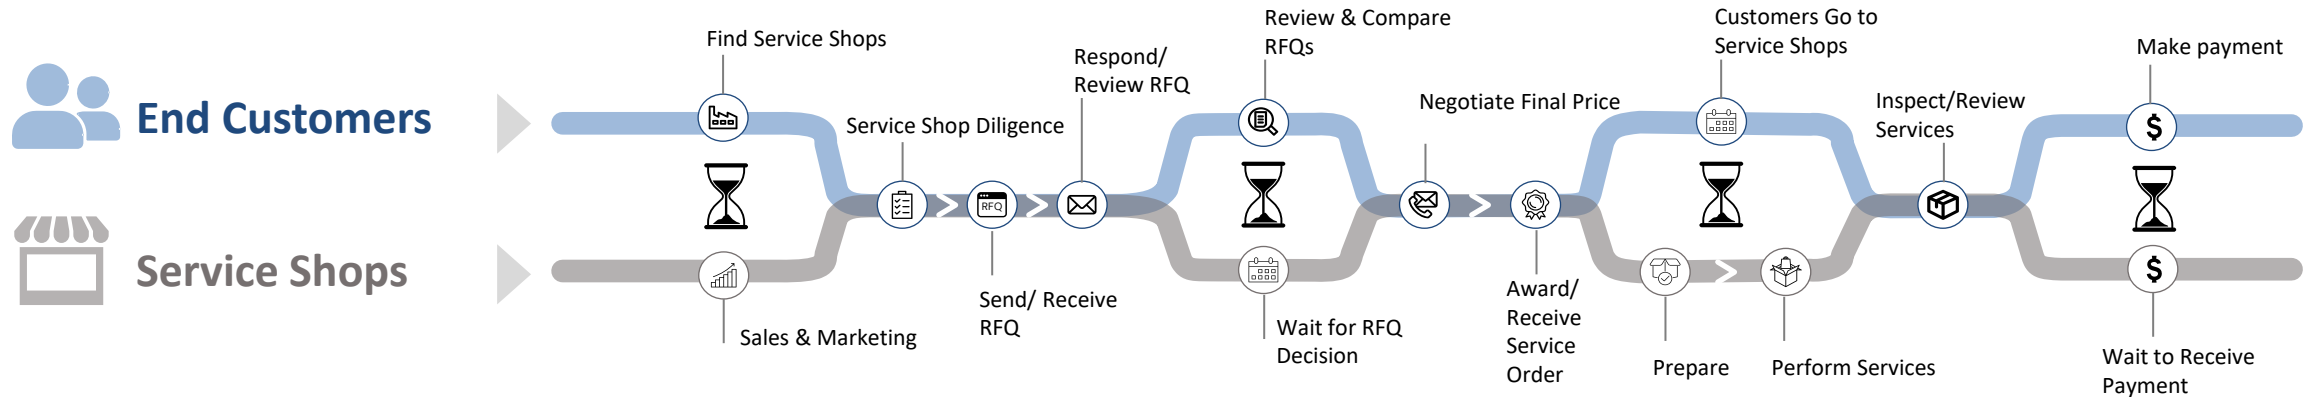 End Customers
Find Service Shops
Service Shop Diligence
Respond/
Review RFQ
Review & Compare
RFQs
Negotiate Final Price
Customers Go to
Service Shops
Inspect/Review
Services
Make payment
$
RFQ
Service Shops
Sales & Marketing
Send/ Receive
RFQ
Wait for RFQ
Decision
Award/
Receive
Service
Order
Prepare
Perform Services
$
Wait to Receive
Payment